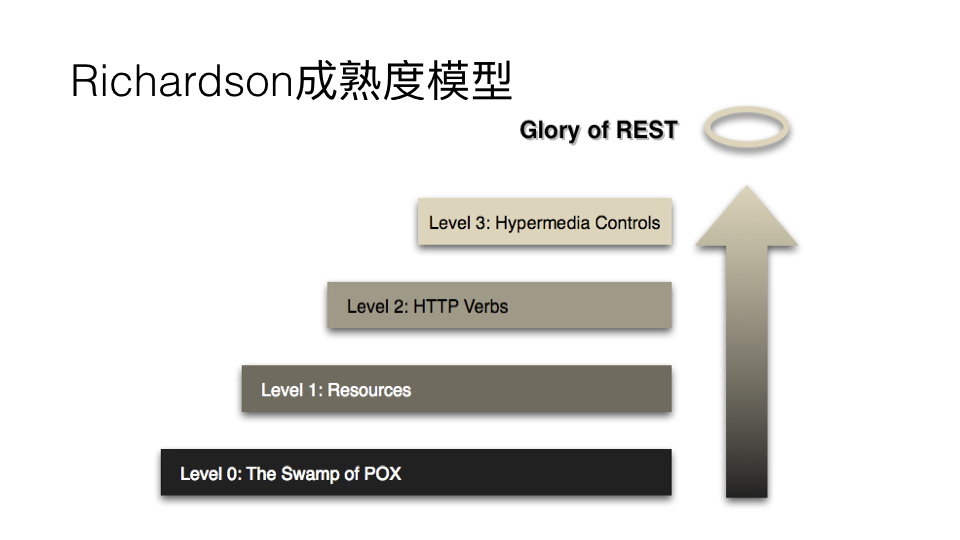 Richardson成熟度模型
Glory of REST
Level 3: Hypermedia Controls
Level 2: HTTP Verbs
Level 1: Resources
Level 0: The Swamp of POX